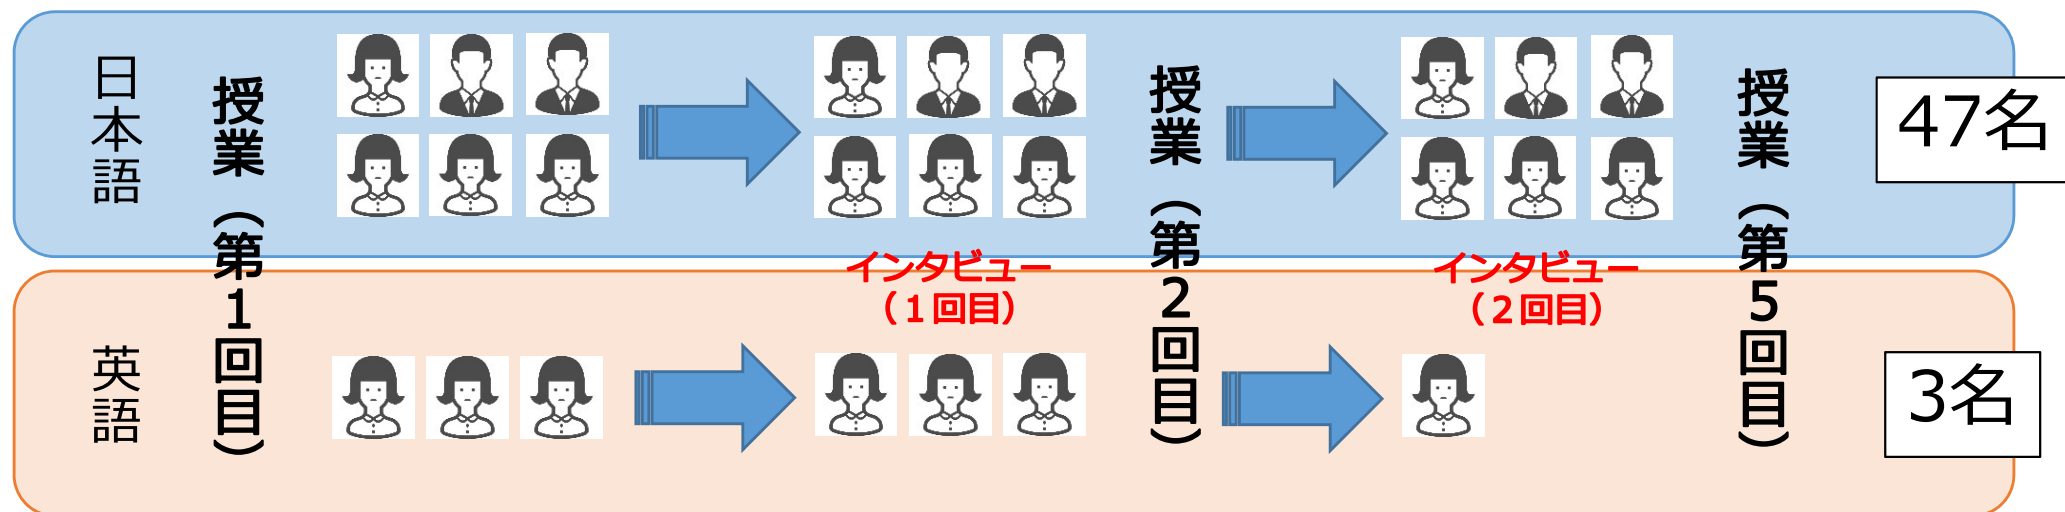 日本語
授業（第１回目）
インタビュー
（１回目）
授業（第２回目）
インタビュー
（２回目）
授業（第５回目）
47名
英語
3名